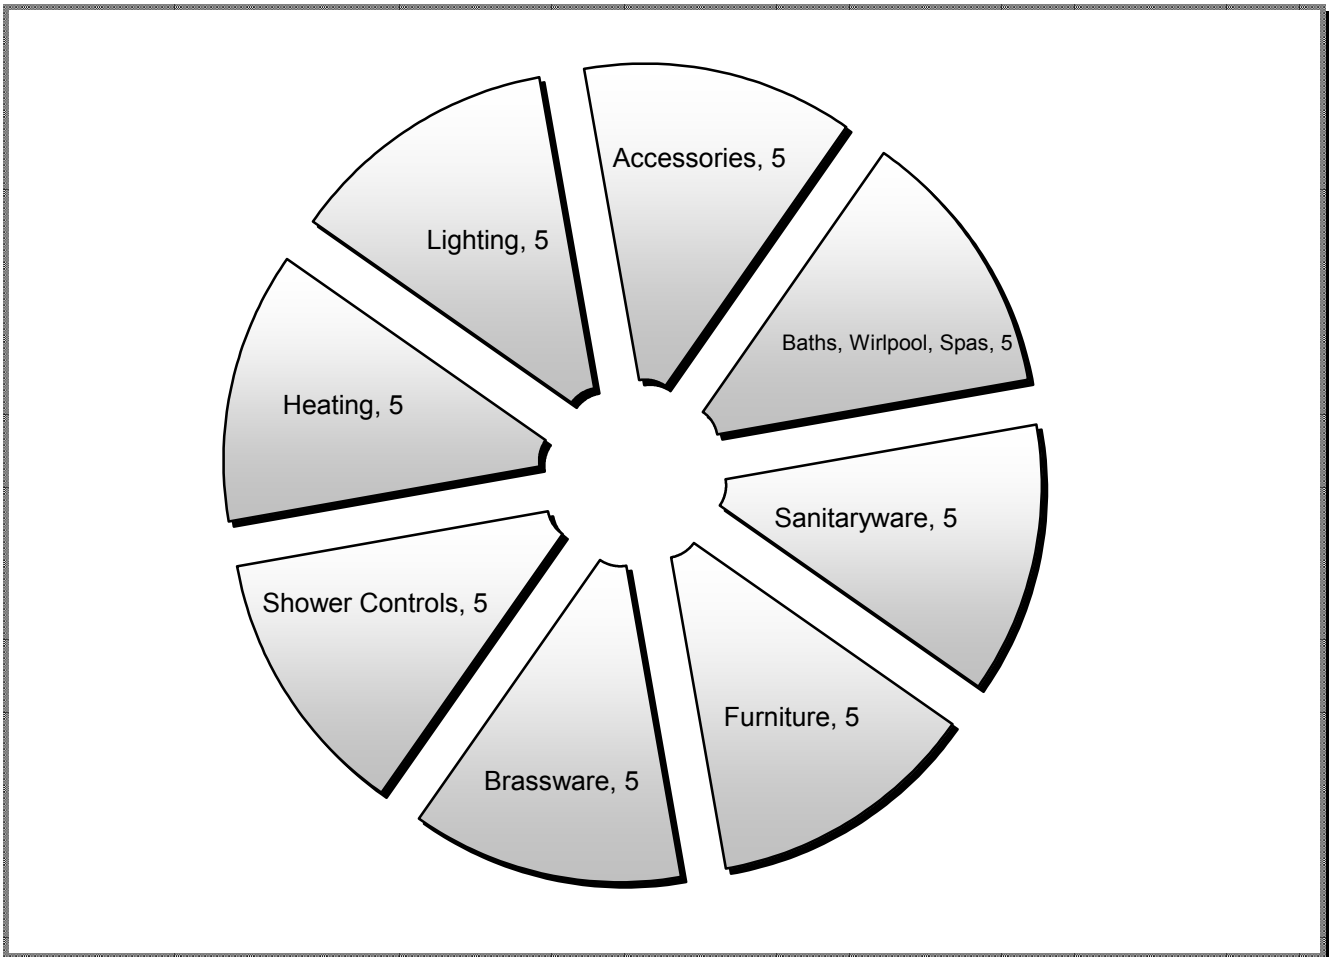 Accessories, 5
Lighting, 5
Baths, Wirlpool, Spas, 5
Heating, 5
Sanitaryware, 5
Shower Controls, 5
Furniture, 5
Brassware, 5